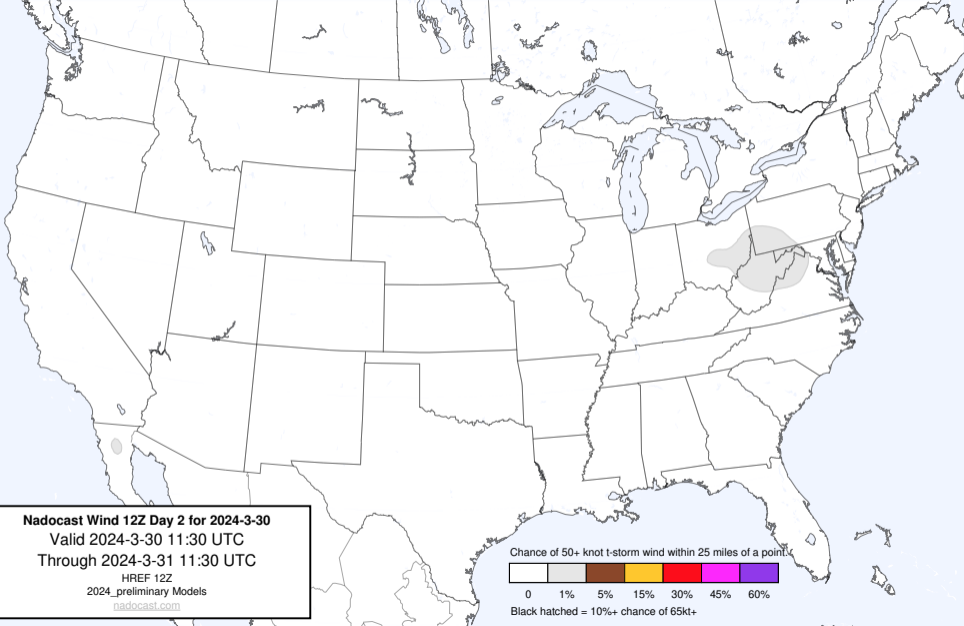 Nadocast Wind 12Z Day 2 for 2024-3-30
Valid 2024-3-30 11:30 UTC
Through 2024-3-31 11:30 UTC
HREF 12Z
2024_preliminary Models
nadocast.com
Chance of 50+ knot t-storm wind within 25 miles of a point.
0 1% 5% 15% 30% 45% 60%
Black hatched = 10%+ chance of 65kt+